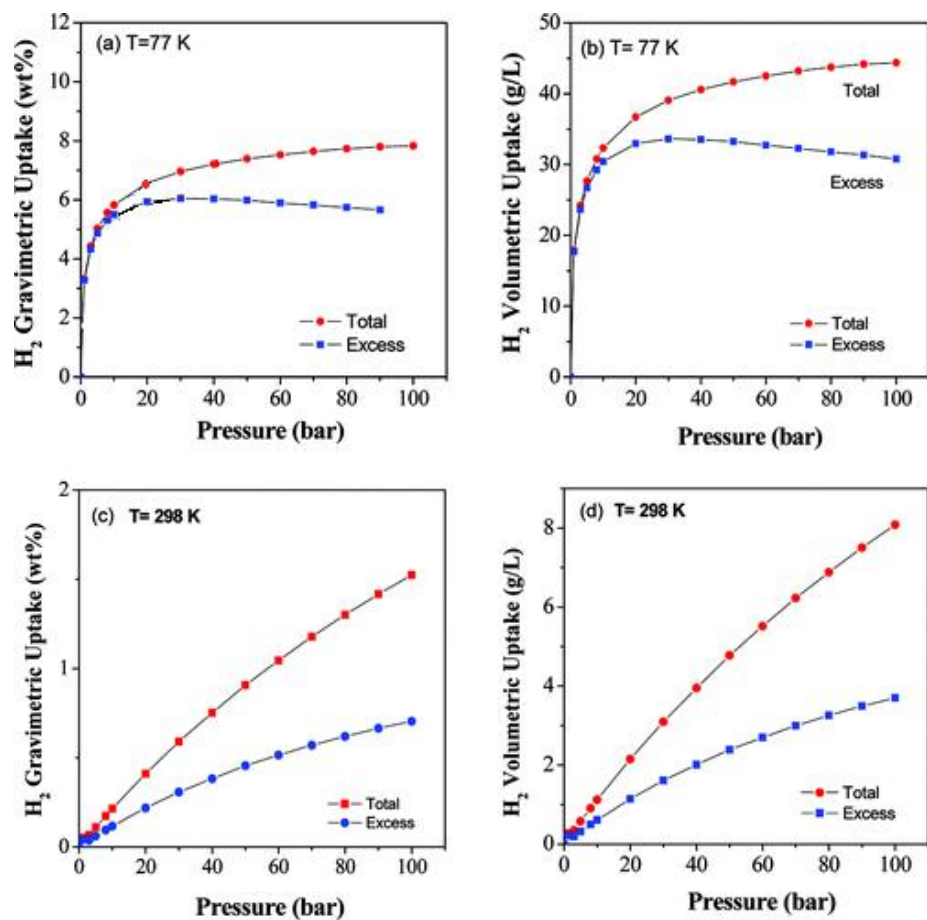 (a) T=77 K
H₂ Gravimetric Uptake (wt%)
12
10
8
6
4
2
0
Total
Excess
0 20 40 60 80 100
Pressure (bar)
(b) T= 77 K
H₂ Volumetric Uptake (g/L)
50
40
30
20
10
0
Total
Excess
Total
Excess
0 20 40 60 80 100
Pressure (bar)
(c) T= 298 K
H₂ Gravimetric Uptake (wt%)
2
1
0
Total
Excess
0 20 40 60 80 100
Pressure (bar)
(d) T= 298 K
H₂ Volumetric Uptake (g/L)
8
6
4
2
0
Total
Excess
0 20 40 60 80 100
Pressure (bar)